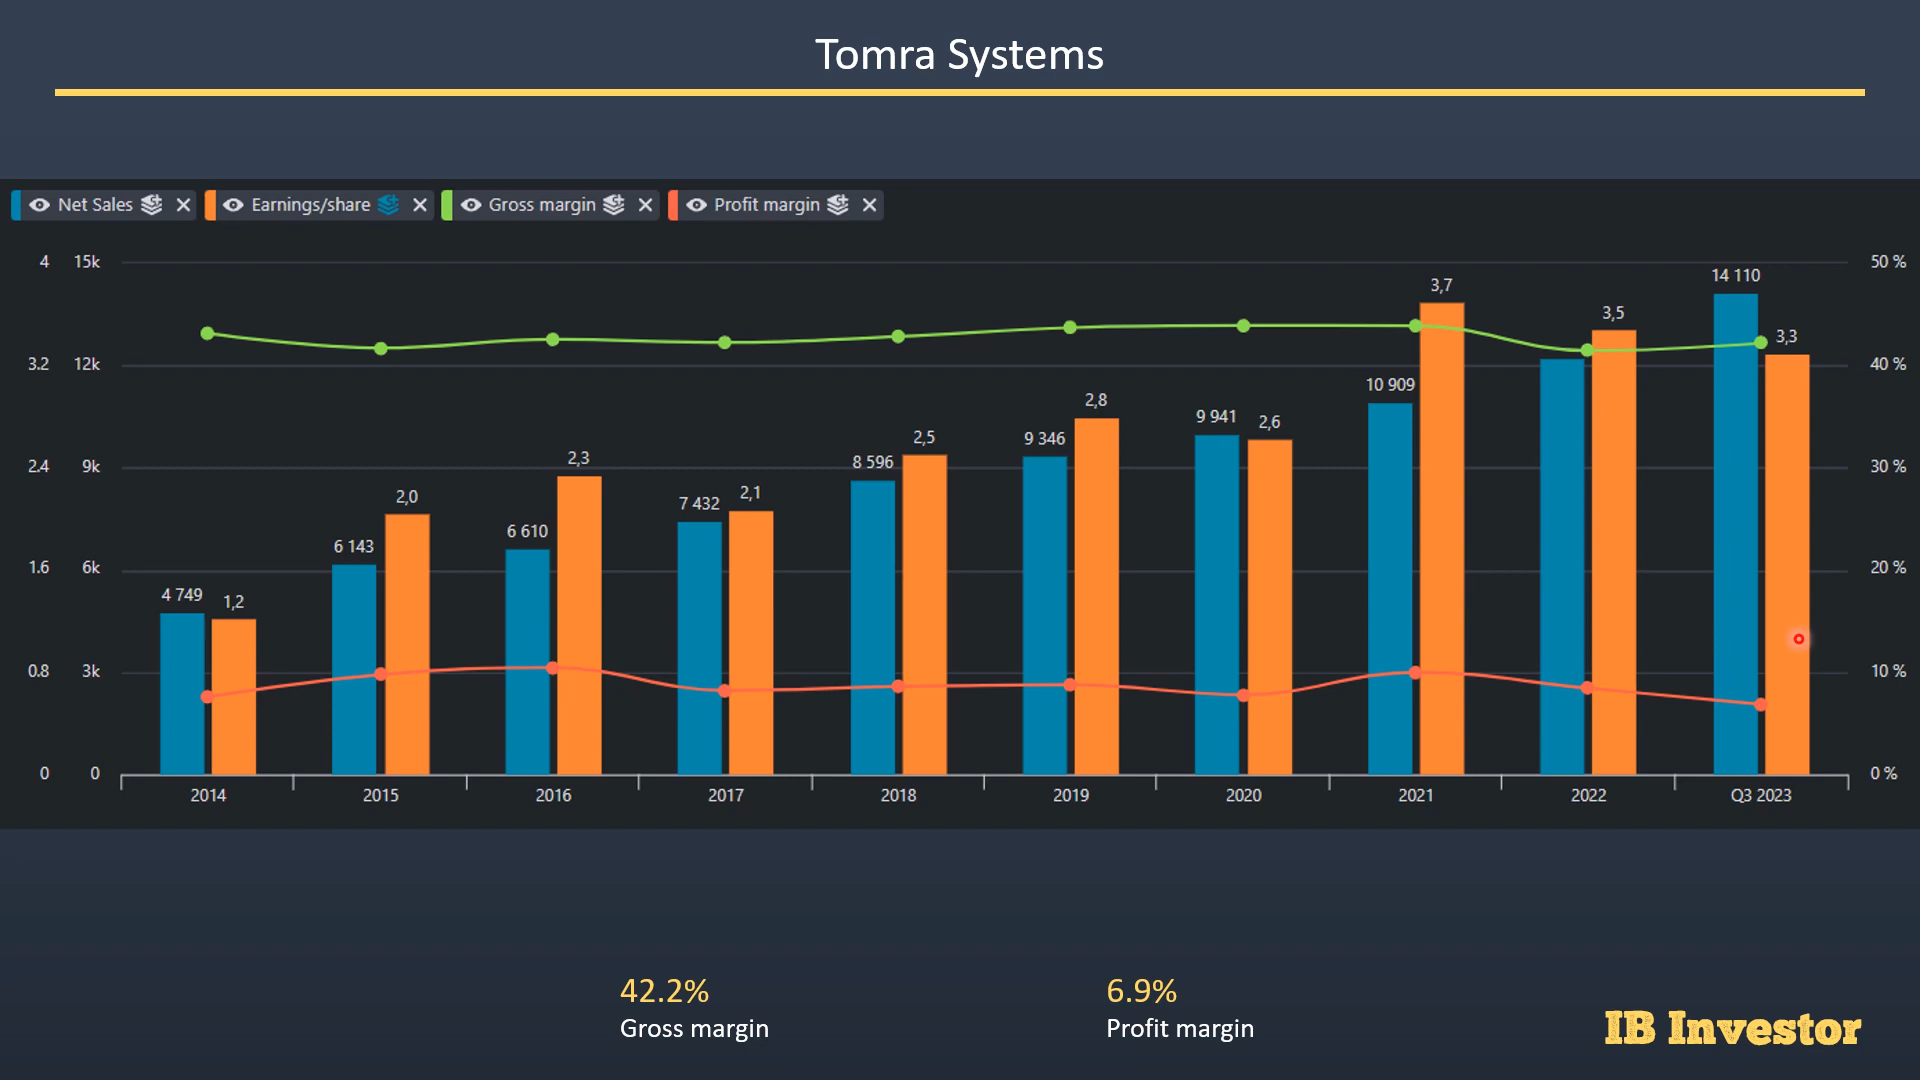 Tomra Systems
Net Sales Earnings/share Gross margin Profit margin
4 15k 50 %
3.2 12k 40 %
2.4 9k 30 %
1.6 6k 20 %
0.8 3k 10 %
0 0 0 %
4 749 1,2
6 143 2,0
6 610 2,3
7 432 2,1
8 596 2,5
9 346 2,8
9 941 2,6
10 909 3,7
3,5
14 110 3,3
2014 2015 2016 2017 2018 2019 2020 2021 2022 Q3 2023
42.2%
Gross margin
6.9%
Profit margin
IB Investor